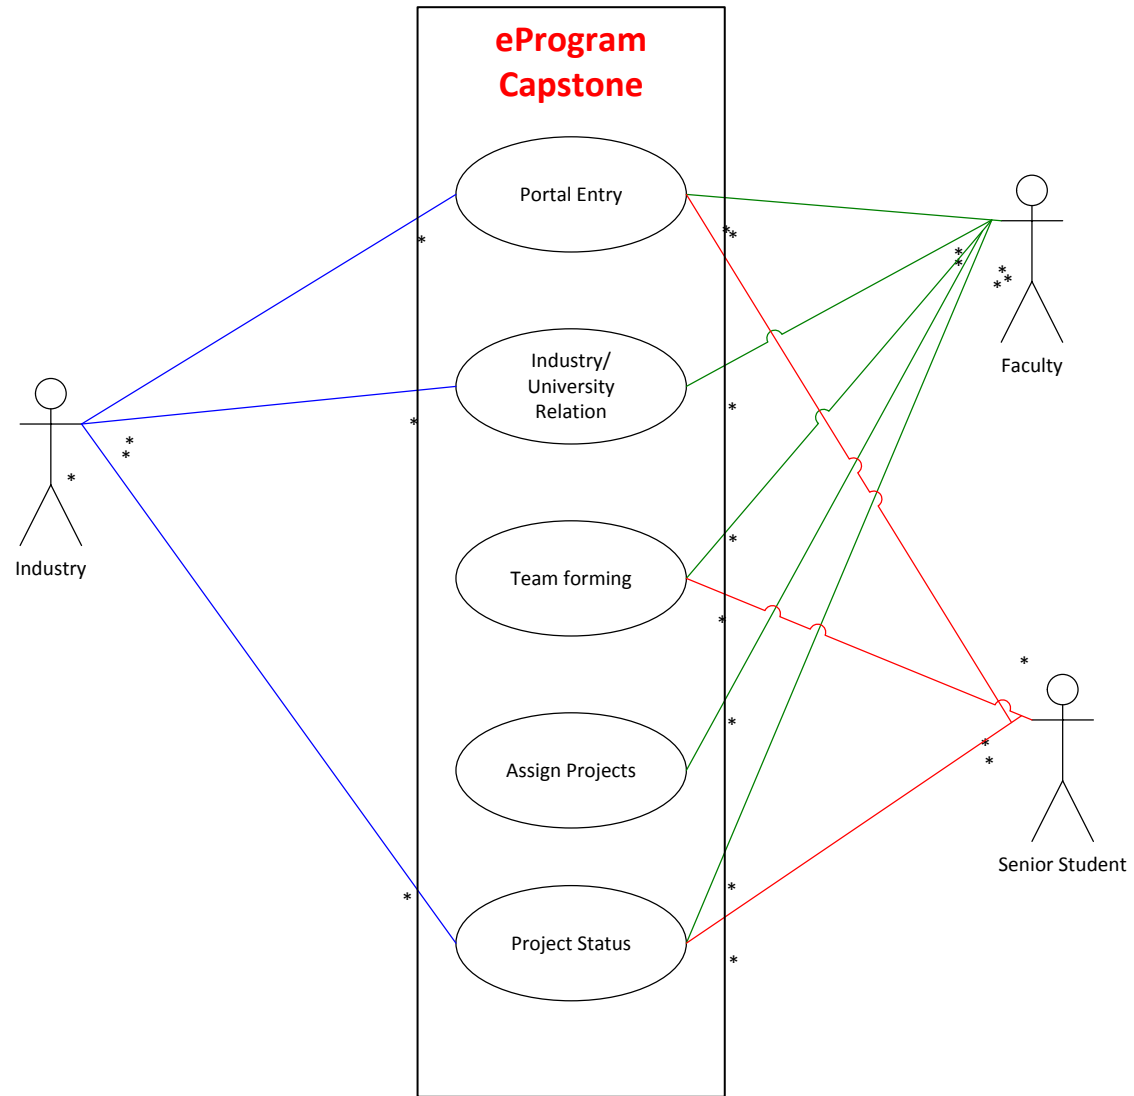 eProgram
Capstone
Portal Entry
*
*
*
*
*
*
*
*
Faculty
Industry/
University
Relation
*
*
*
*
*
Industry
Team forming
*
*
*
Senior Student
Assign Projects
*
*
*
Project Status
*
*
*